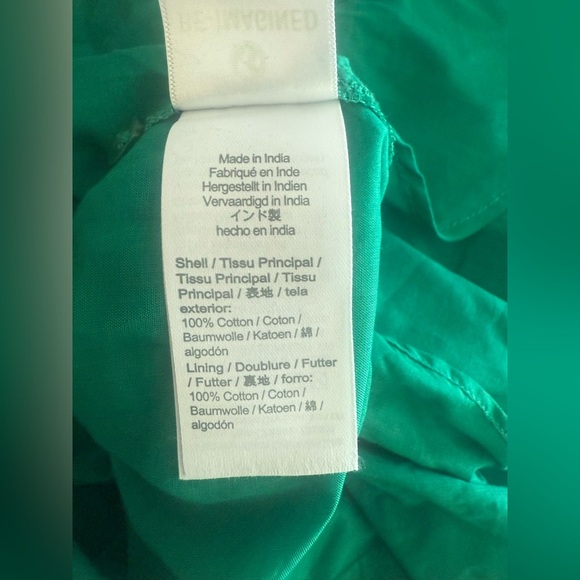 RE-IMAGINED
Made in India
Fabriqué en Inde
Hergestellt in Indien
Vervaardigd in India
インド製
hecho en india
Shell / Tissu Principal /
Tissu Principal / Tissu
Principal / 表地 / tela
exterior:
100% Cotton / Coton /
Baumwolle / Katoen / 綿 /
algodón
Lining / Doublure / Futter
/ Futter / 裏地 / forro:
100% Cotton / Coton /
Baumwolle / Katoen / 綿 /
algodón